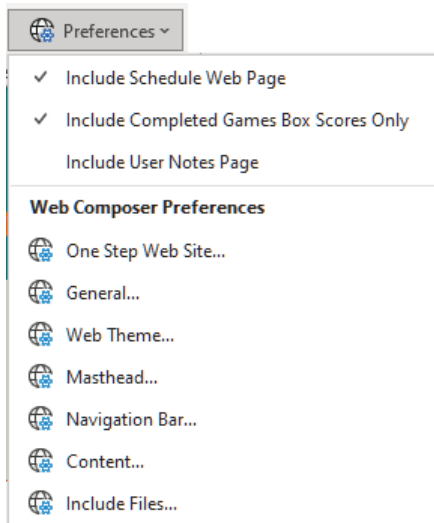 Preferences
Include Schedule Web Page
Include Completed Games Box Scores Only
Include User Notes Page
Web Composer Preferences
One Step Web Site...
General...
Web Theme...
Masthead...
Navigation Bar...
Content...
Include Files...